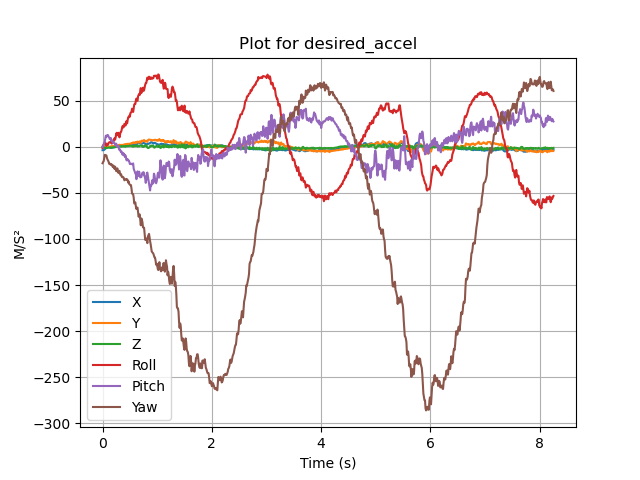 Plot for desired_accel
M/S²
50
0
−50
−100
−150
−200
−250
−300
X
Y
Z
Roll
Pitch
Yaw
0 2 4 6 8
Time (s)